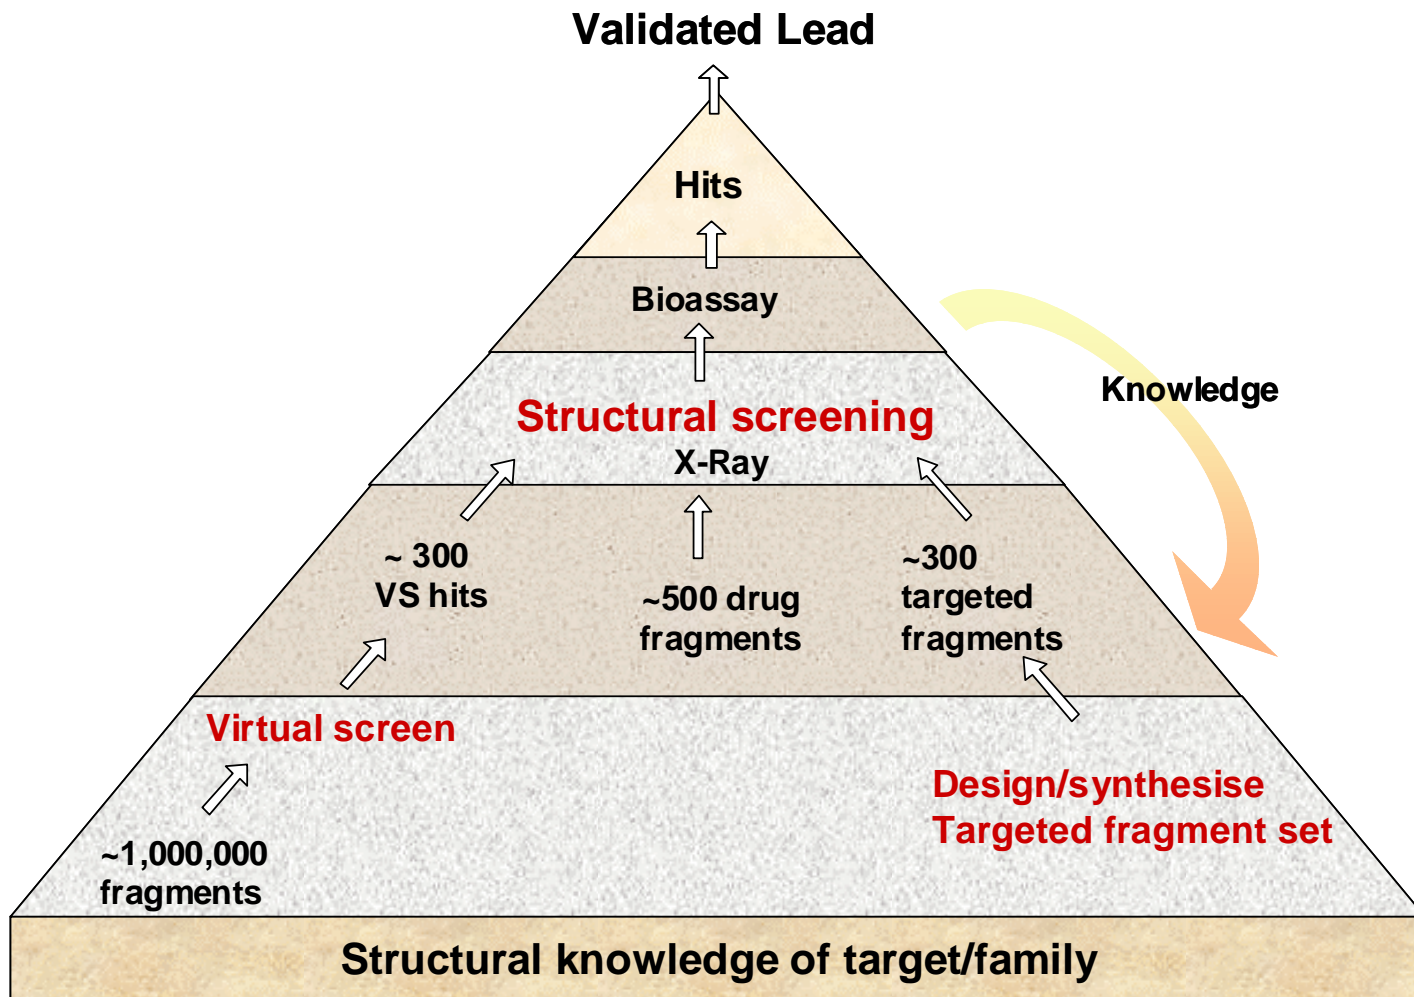 Validated Lead
Hits
Bioassay
Knowledge
Structural screening
X-Ray
~ 300
VS hits
~500 drug
fragments
~300
targeted
fragments
Virtual screen
Design/synthesise
Targeted fragment set
~1,000,000
fragments
Structural knowledge of target/family